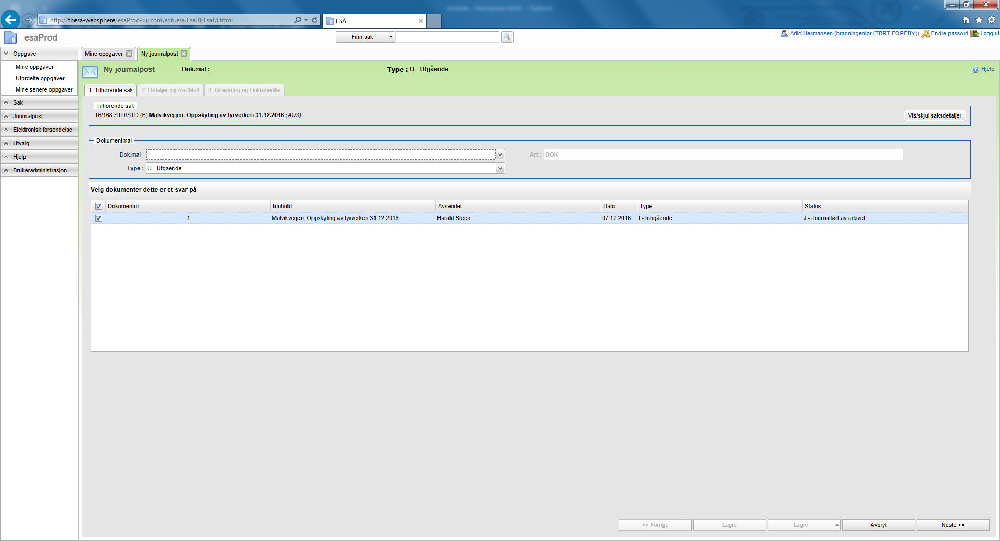 http://tbesa-websphere/esaProd-ui/com.edb.esa.EsaUI/EsaUI.html
ESA
esaProd
Finn sak
Arild Hermansen (branningeniør (TBRT.FOREBY))
Endre passord
Logg ut
Oppgave
Mine oppgaver
Ufordelte oppgaver
Mine senere oppgaver
Sak
Journalpost
Elektronisk forsendelse
Utvalg
Hjelp
Brukeradministrasjon
Mine oppgaver
Ny journalpost
Ny journalpost
Dok.mal :
Type : U - Utgående
Hjelp
1. Tilhørende sak
2. Detaljer og Avs/Mott
3. Gradering og Dokumenter
Tilhørende sak
16/168 STD/STD (B) Malvikvegen. Oppskyting av fyrverkeri 31.12.2016 (AQ3)
Vis/skjul saksdetaljer
Dokumentmal
Dok.mal :
Art : DOK
Type : U - Utgående
Velg dokumenter dette er et svar på
Dokumentnr Innhold Avsender Dato Type Status
1 Malvikvegen, Oppskyting av fyrverkeri 31.12.2016 Harald Steen 07.12.2016 I - Inngående J - Journalført av arkivet
<< Forrige
Lagre
Lagre
Avbryt
Neste >>